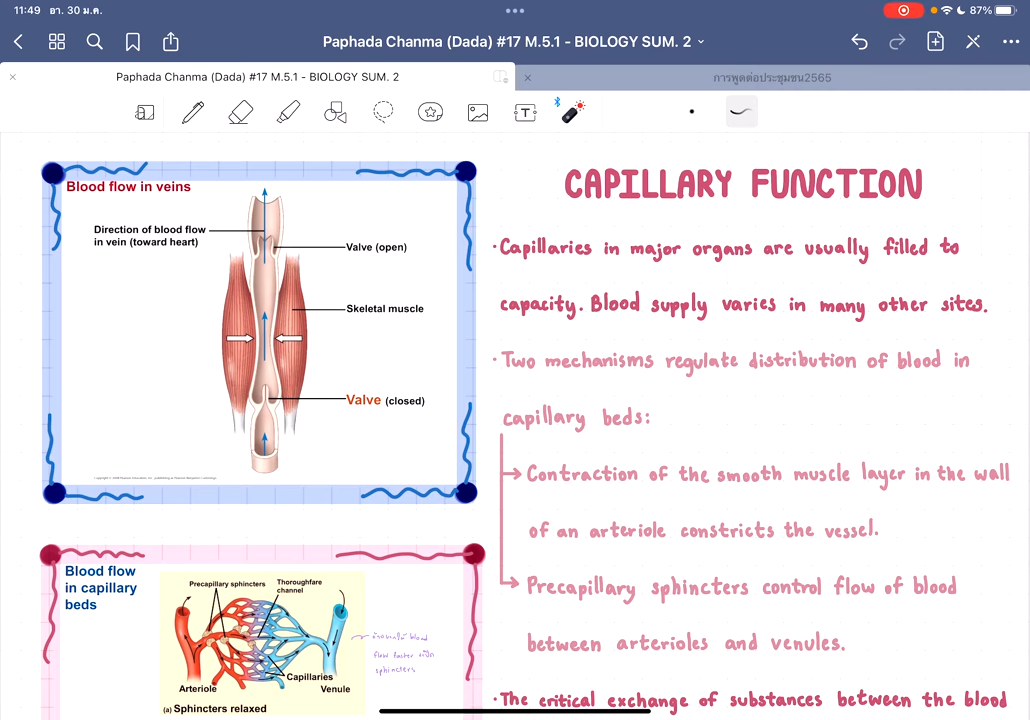 11:49 อา. 30 ม.ค.
87%
Paphada Chanma (Dada) #17 M.5.1 - BIOLOGY SUM. 2
Paphada Chanma (Dada) #17 M.5.1 - BIOLOGY SUM. 2
การพูดต่อประชุมชน2565
Blood flow in veins
Direction of blood flow
in vein (toward heart)
Valve (open)
Skeletal muscle
Valve (closed)
Blood flow
in capillary
beds
Precapillary sphincters
Thoroughfare
channel
blood
flow faster
sphincters
Capillaries
Arteriole
Venule
(a) Sphincters relaxed
CAPILLARY FUNCTION
· Capillaries in major organs are usually filled to
capacity. Blood supply varies in many other sites.
· Two mechanisms regulate distribution of blood in
capillary beds:
→ Contraction of the smooth muscle layer in the wall
of an arteriole constricts the vessel.
→ Precapillary sphincters control flow of blood
between arterioles and venules.
· The critical exchange of substances between the blood